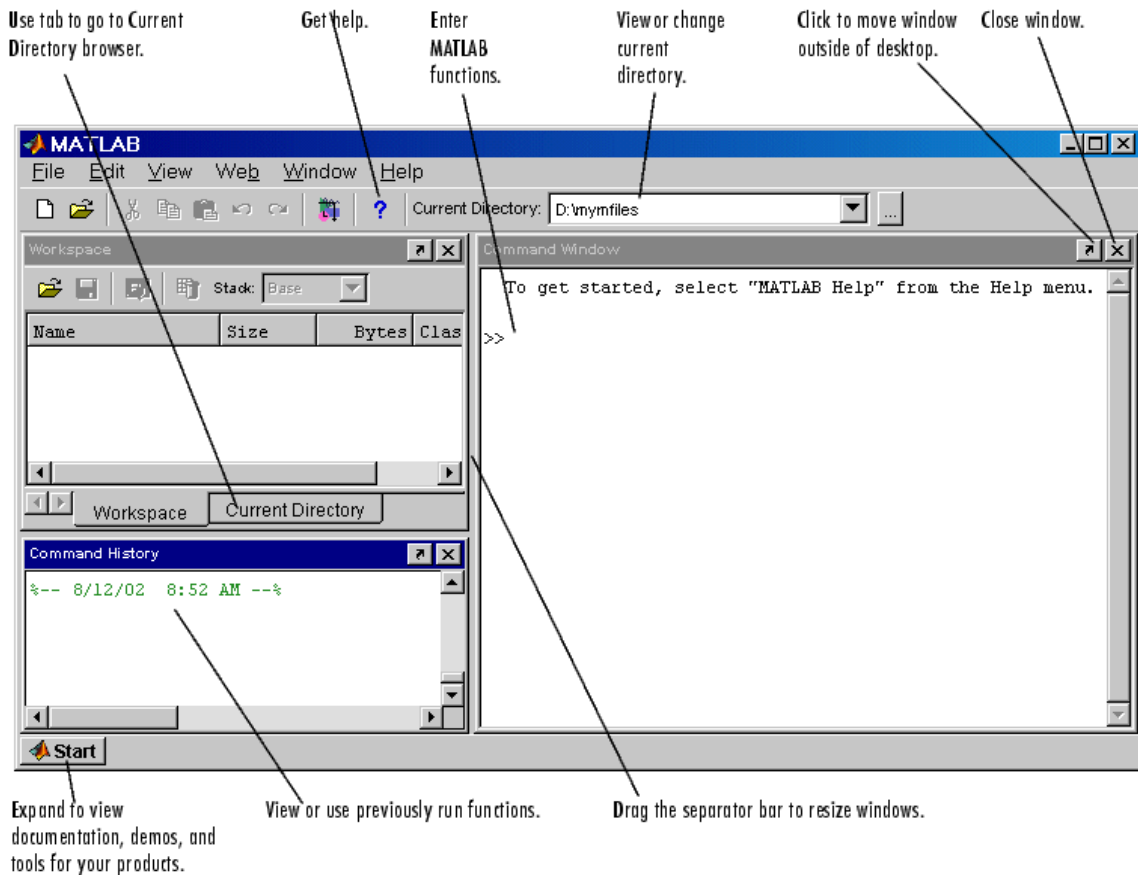 Use tab to go to Current
Directory browser.
Get help.
Enter
MATLAB
functions.
View or change
current
directory.
Click to move window
outside of desktop.
Close window.
MATLAB
File Edit View Web Window Help
? Current Directory: D:\mymfiles ...
Workspace
Stack: Base
Name Size Bytes Clas
Workspace Current Directory
Command History
%-- 8/12/02 8:52 AM --%
Command Window
To get started, select "MATLAB Help" from the Help menu.
>>
Start
Expand to view
documentation, demos, and
tools for your products.
View or use previously run functions.
Drag the separator bar to resize windows.